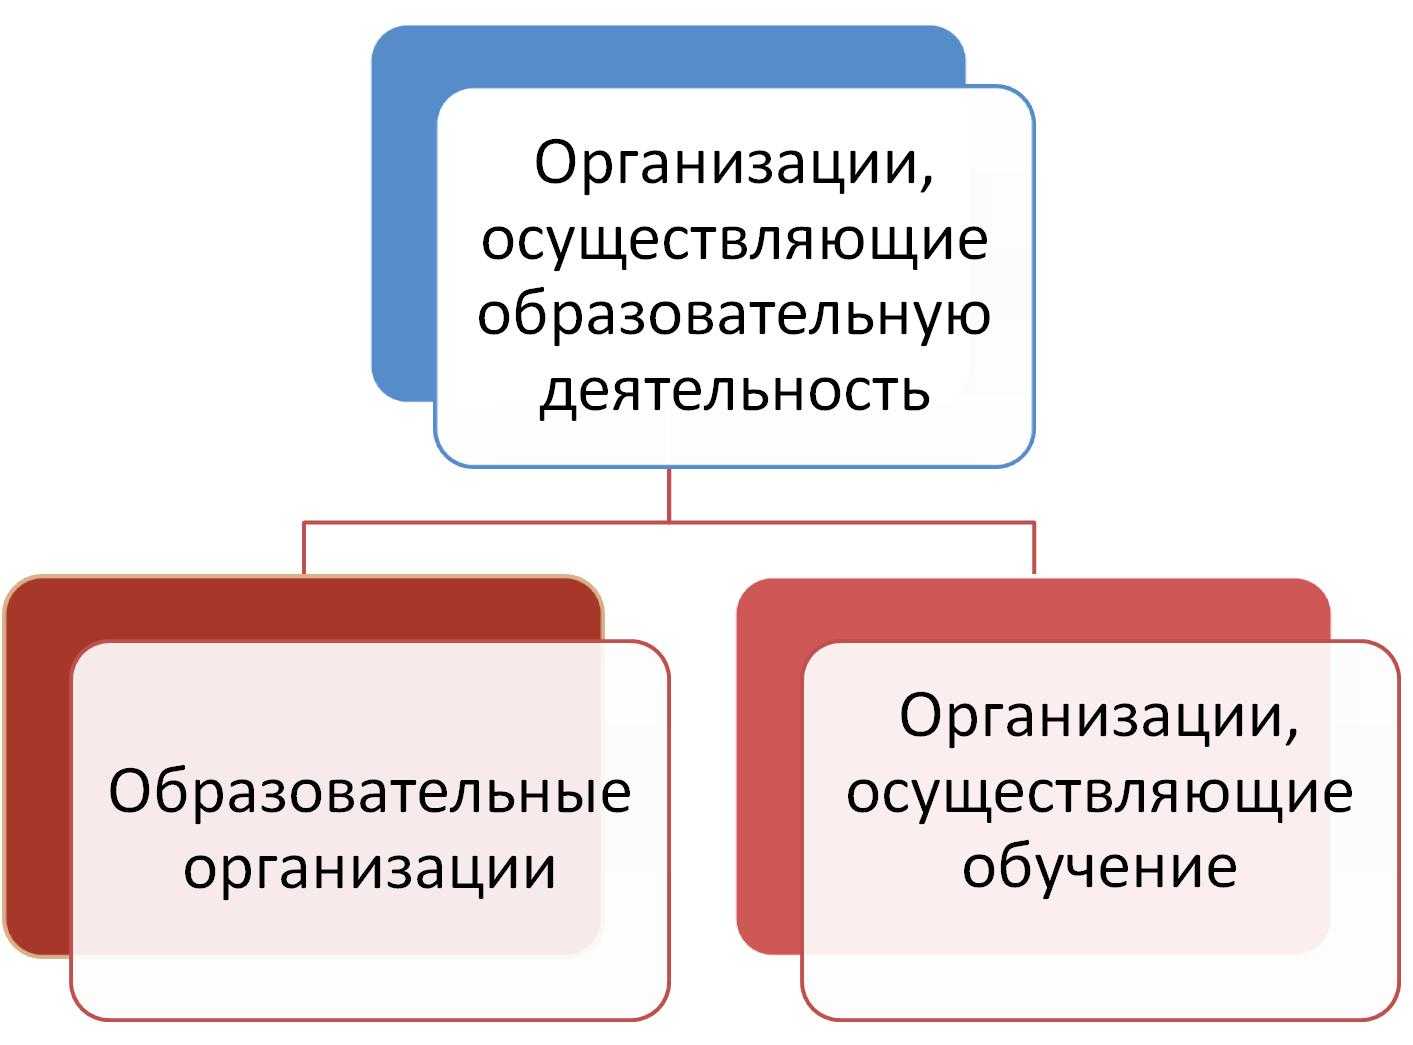 Организации,
осуществляющие
образовательную
деятельность
Образовательные
организации
Организации,
осуществляющие
обучение